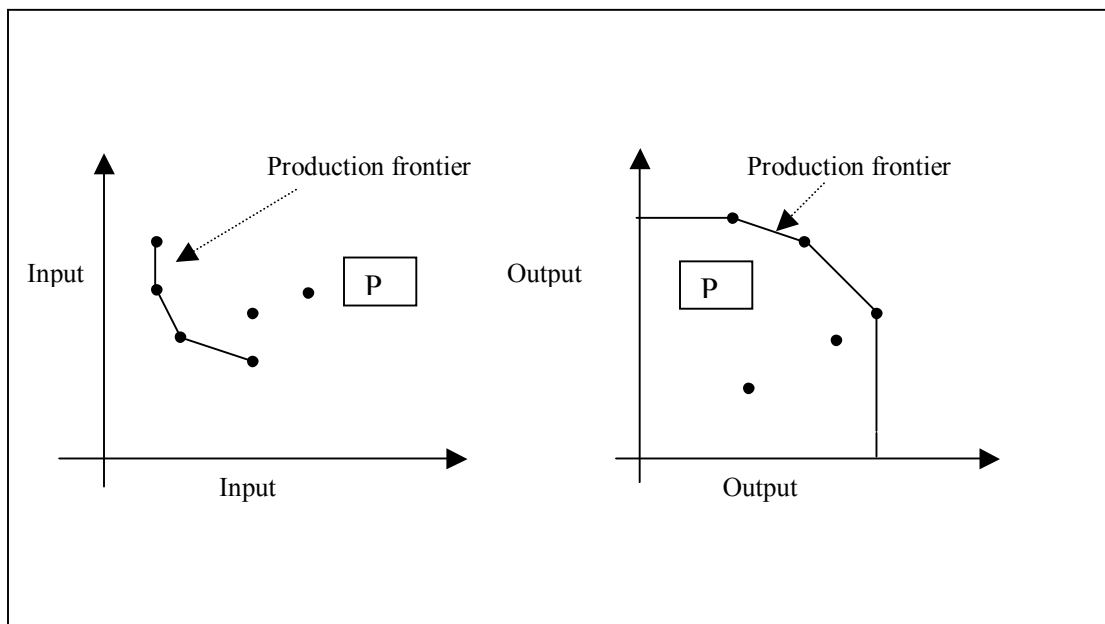 Production frontier
Input
P
Input
Production frontier
Output
P
Output